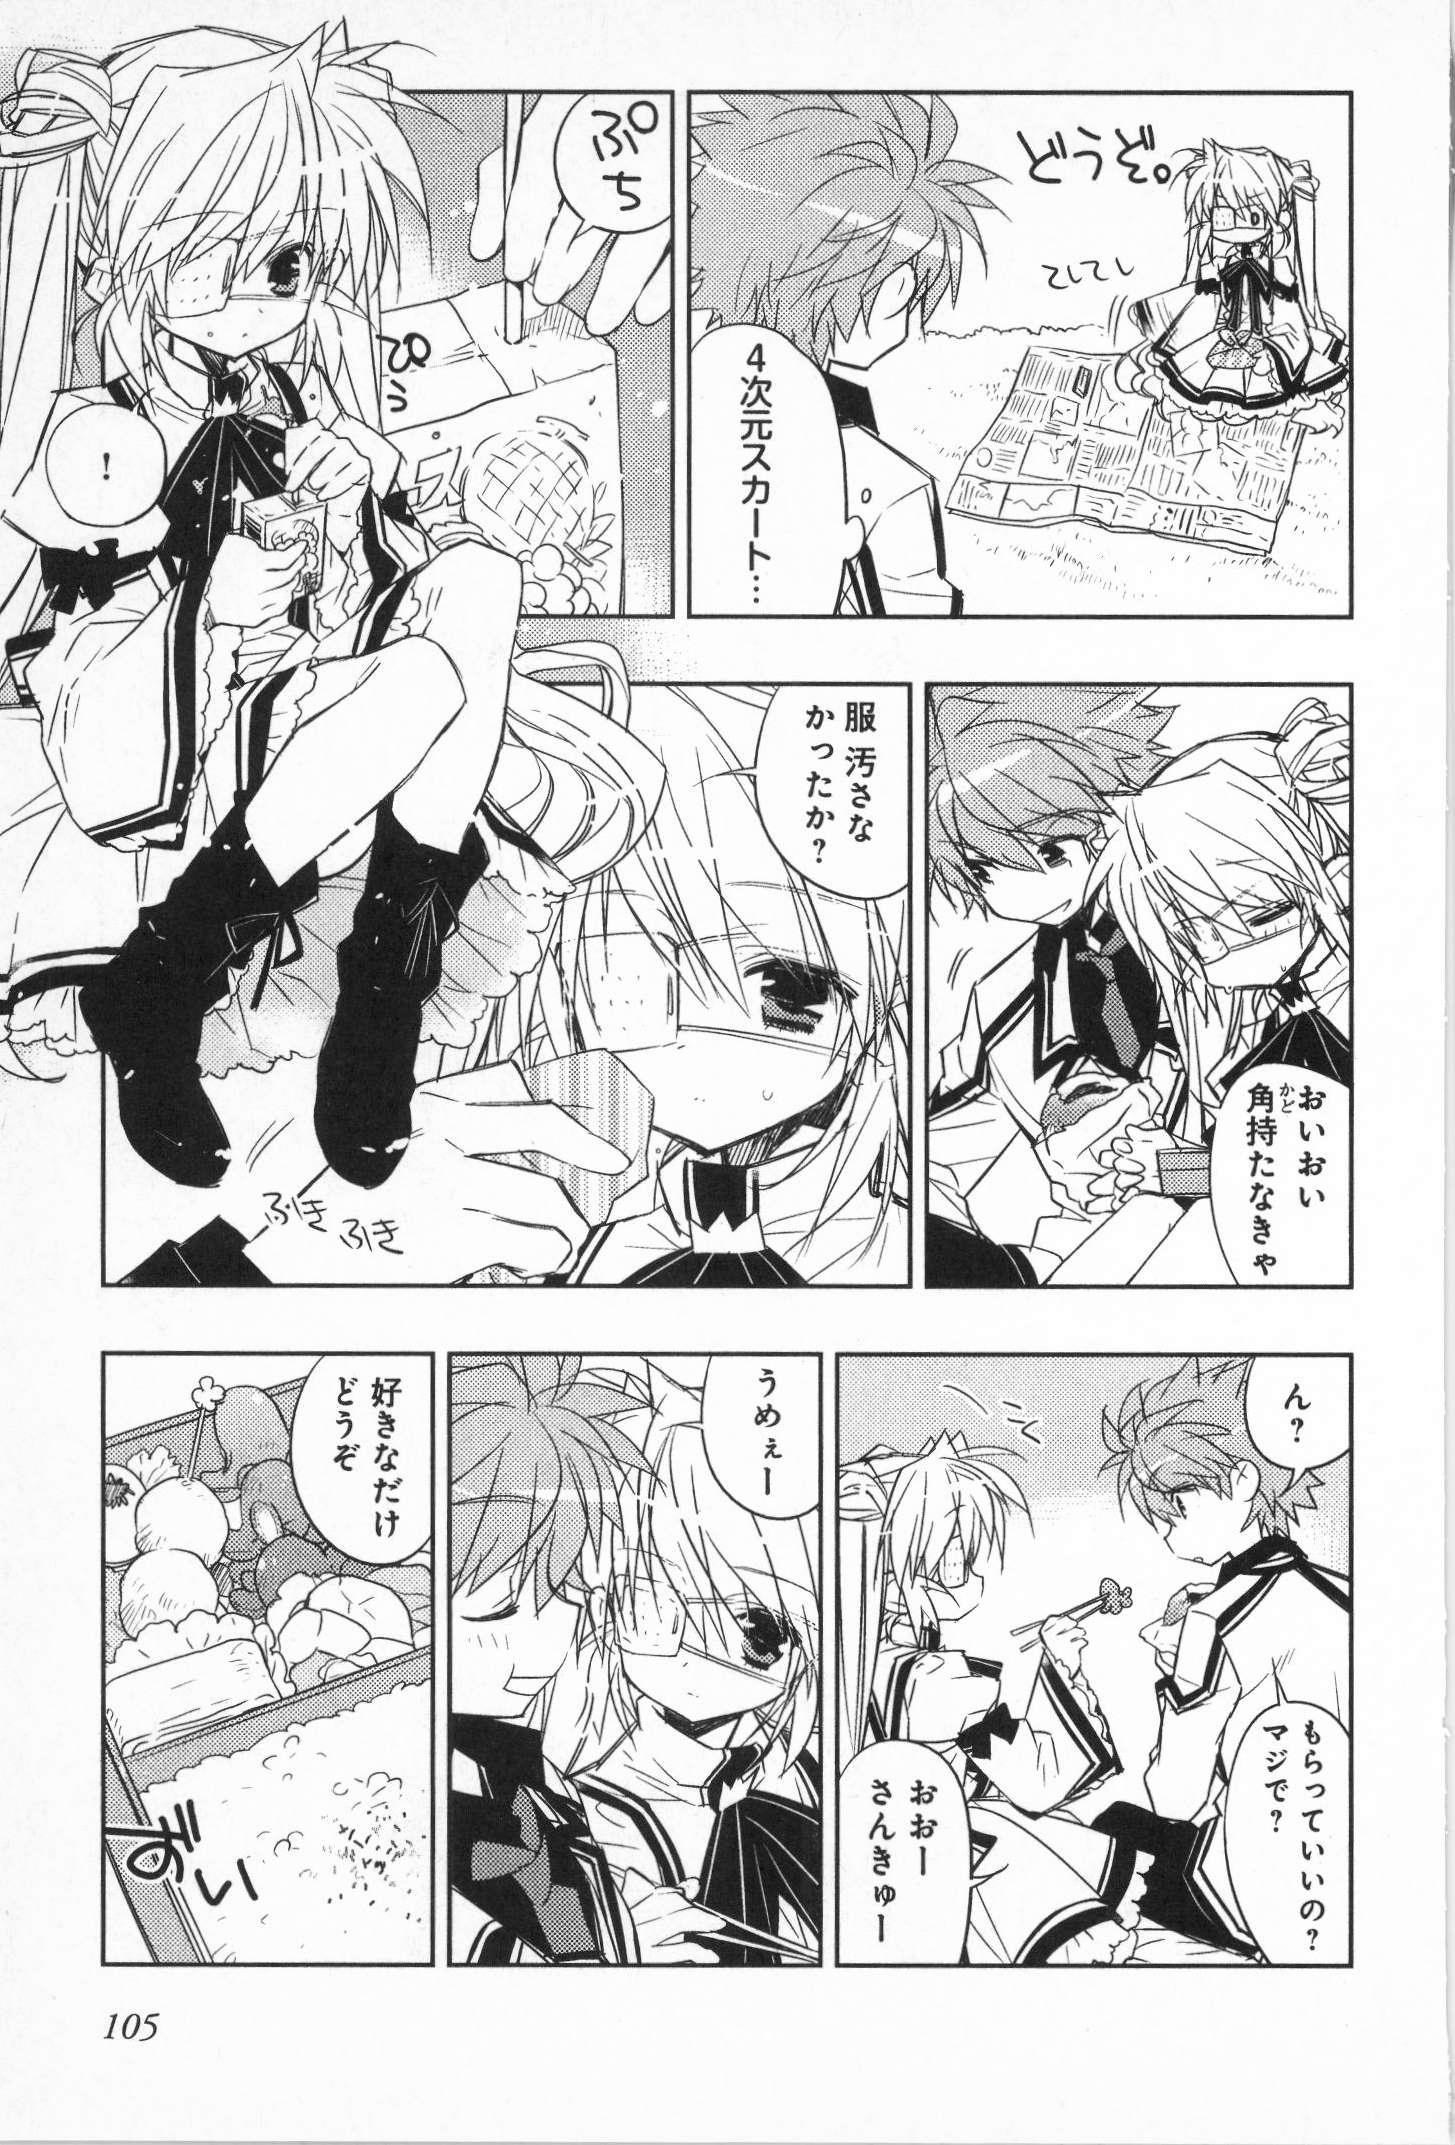 どうぞ。
てしてし
4次元スカート…
ぷち
ぴう
!
おいおい
角持たなきゃ
かど
服 汚さな
かったか?
ふき
ふき
ん?
もらっていいの?
マジで?
おおー
さんきゅー
うめぇー
好きなだけ
どうぞ
105